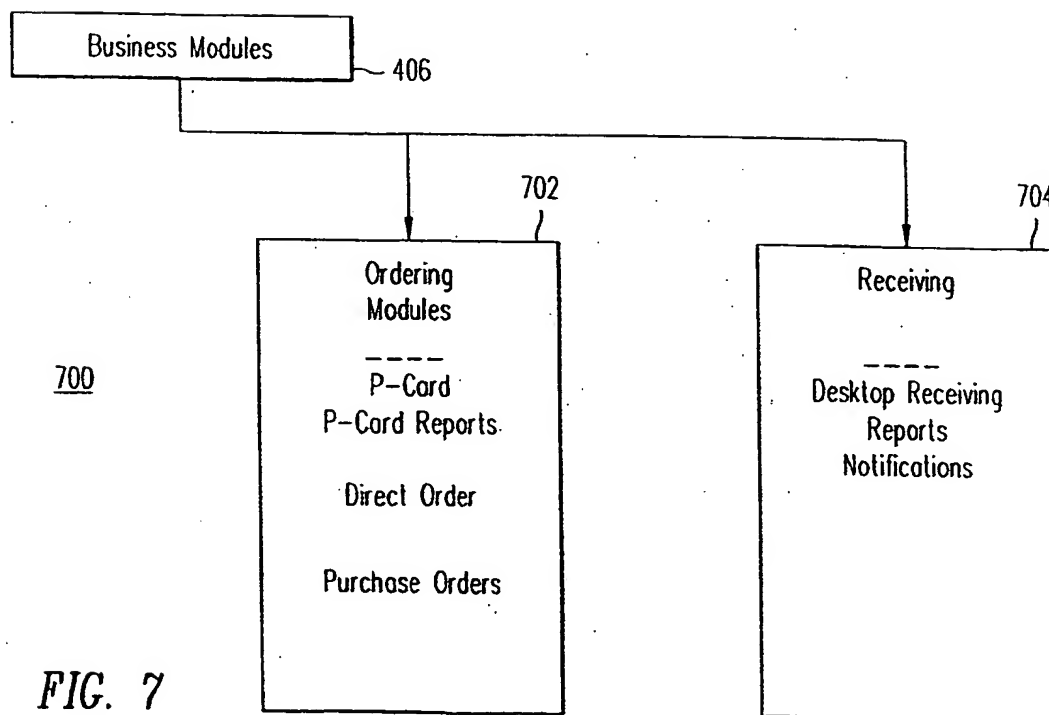 Business Modules
406
702
704
Ordering
Modules
----
P-Card
P-Card Reports
Direct Order
Purchase Orders
Receiving
----
Desktop Receiving
Reports
Notifications
700
FIG. 7